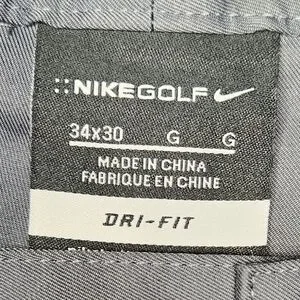 NIKEGOLF
34x30 G G
MADE IN CHINA
FABRIQUE EN CHINE
DRI-FIT